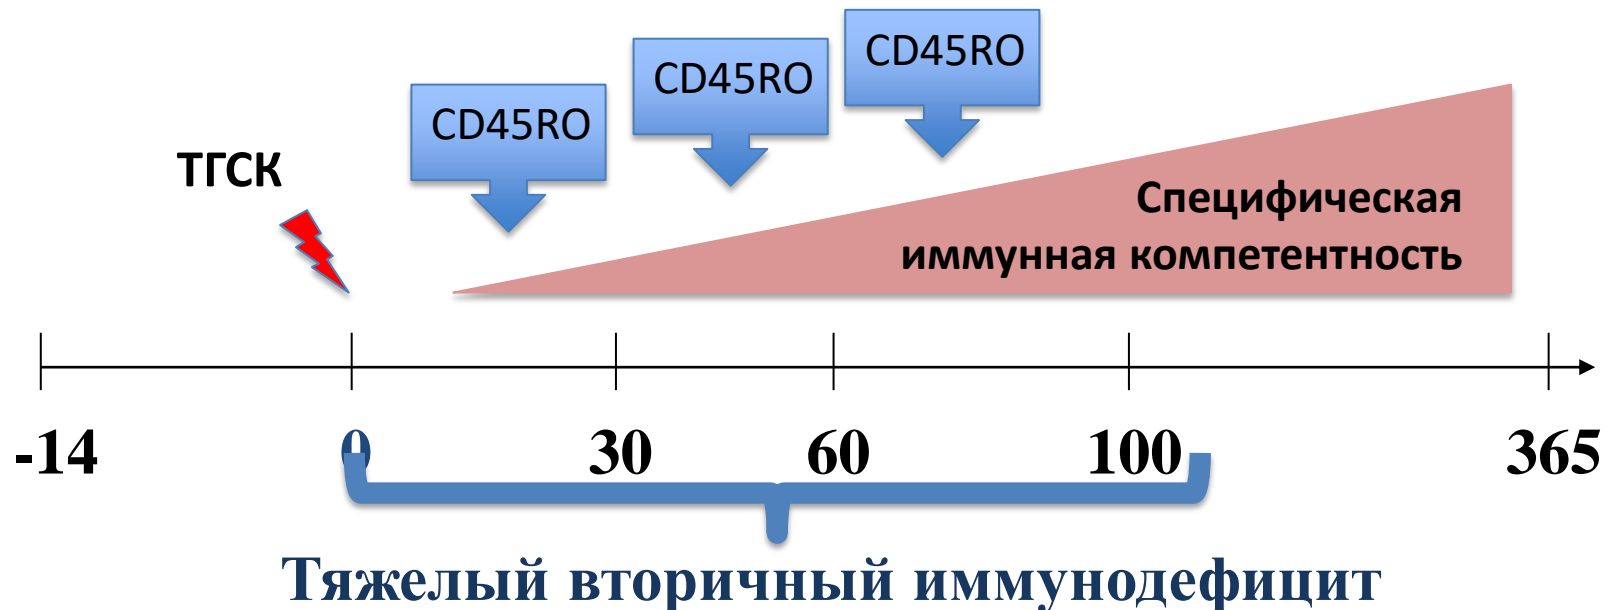 CD45RO
CD45RO
CD45RO
ТГСК
Специфическая
иммунная компетентность
-14 0 30 60 100 365
Тяжелый вторичный иммунодефицит